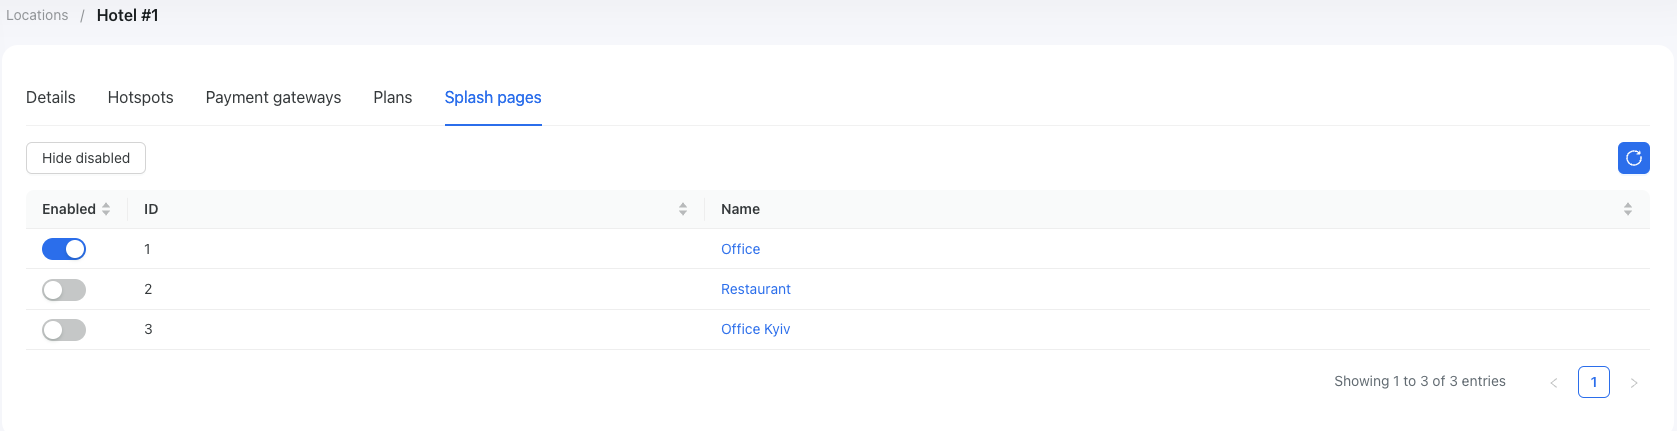 Locations / Hotel #1
Details Hotspots Payment gateways Plans Splash pages
Hide disabled
Enabled ID Name
1 Office
2 Restaurant
3 Office Kyiv
Showing 1 to 3 of 3 entries < 1 >